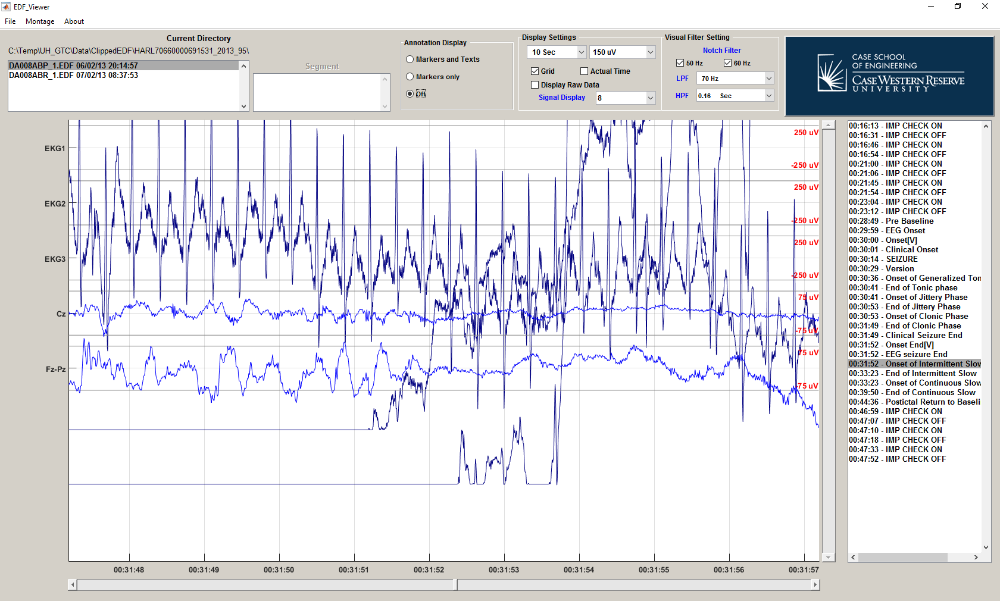 EDF_Viewer
File Montage About
Current Directory
C:\Temp\UH_GTC\Data\ClippedEDF\HARL70660000691531_2013_95\
DA008ABP_1.EDF 06/02/13 20:14:57
DA008ABR_1.EDF 07/02/13 08:37:53
Segment
Annotation Display
Markers and Texts
Markers only
Off
Display Settings
10 Sec
150 uV
Grid
Actual Time
Display Raw Data
Signal Display
8
Visual Filter Setting
Notch Filter
50 Hz
60 Hz
LPF
70 Hz
HPF
0.16 Sec
CASE SCHOOL
OF ENGINEERING
CASE WESTERN RESERVE
UNIVERSITY
EKG1
EKG2
EKG3
Cz
Fz-Pz
250 uV
-250 uV
250 uV
-250 uV
250 uV
-250 uV
75 uV
-75 uV
75 uV
-75 uV
00:31:48
00:31:49
00:31:50
00:31:51
00:31:52
00:31:53
00:31:54
00:31:55
00:31:56
00:31:57
00:16:13 - IMP CHECK ON
00:16:31 - IMP CHECK OFF
00:16:46 - IMP CHECK ON
00:16:54 - IMP CHECK OFF
00:21:00 - IMP CHECK ON
00:21:06 - IMP CHECK OFF
00:21:45 - IMP CHECK ON
00:21:54 - IMP CHECK OFF
00:23:04 - IMP CHECK ON
00:23:12 - IMP CHECK OFF
00:28:49 - Pre Baseline
00:29:59 - EEG Onset
00:30:00 - Onset[V]
00:30:01 - Clinical Onset
00:30:14 - SEIZURE
00:30:29 - Version
00:30:36 - Onset of Generalized Ton
00:30:41 - End of Tonic phase
00:30:41 - Onset of Jittery Phase
00:30:53 - End of Jittery Phase
00:30:53 - Onset of Clonic Phase
00:31:49 - End of Clonic Phase
00:31:49 - Clinical Seizure End
00:31:52 - Onset End[V]
00:31:52 - EEG seizure End
00:31:52 - Onset of Intermittent Slow
00:33:23 - End of Intermittent Slow
00:33:23 - Onset of Continuous Slow
00:39:50 - End of Continuous Slow
00:44:36 - Postictal Return to Baseli
00:46:59 - IMP CHECK ON
00:47:07 - IMP CHECK OFF
00:47:10 - IMP CHECK ON
00:47:18 - IMP CHECK OFF
00:47:33 - IMP CHECK ON
00:47:52 - IMP CHECK OFF